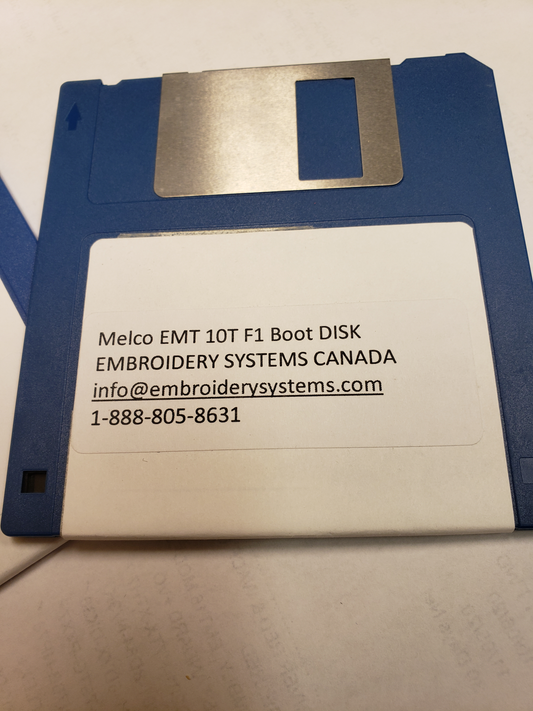 Melco EMT 10T F1 Boot DISK
EMBROIDERY SYSTEMS CANADA
info@embroiderysystems.com
1-888-805-8631